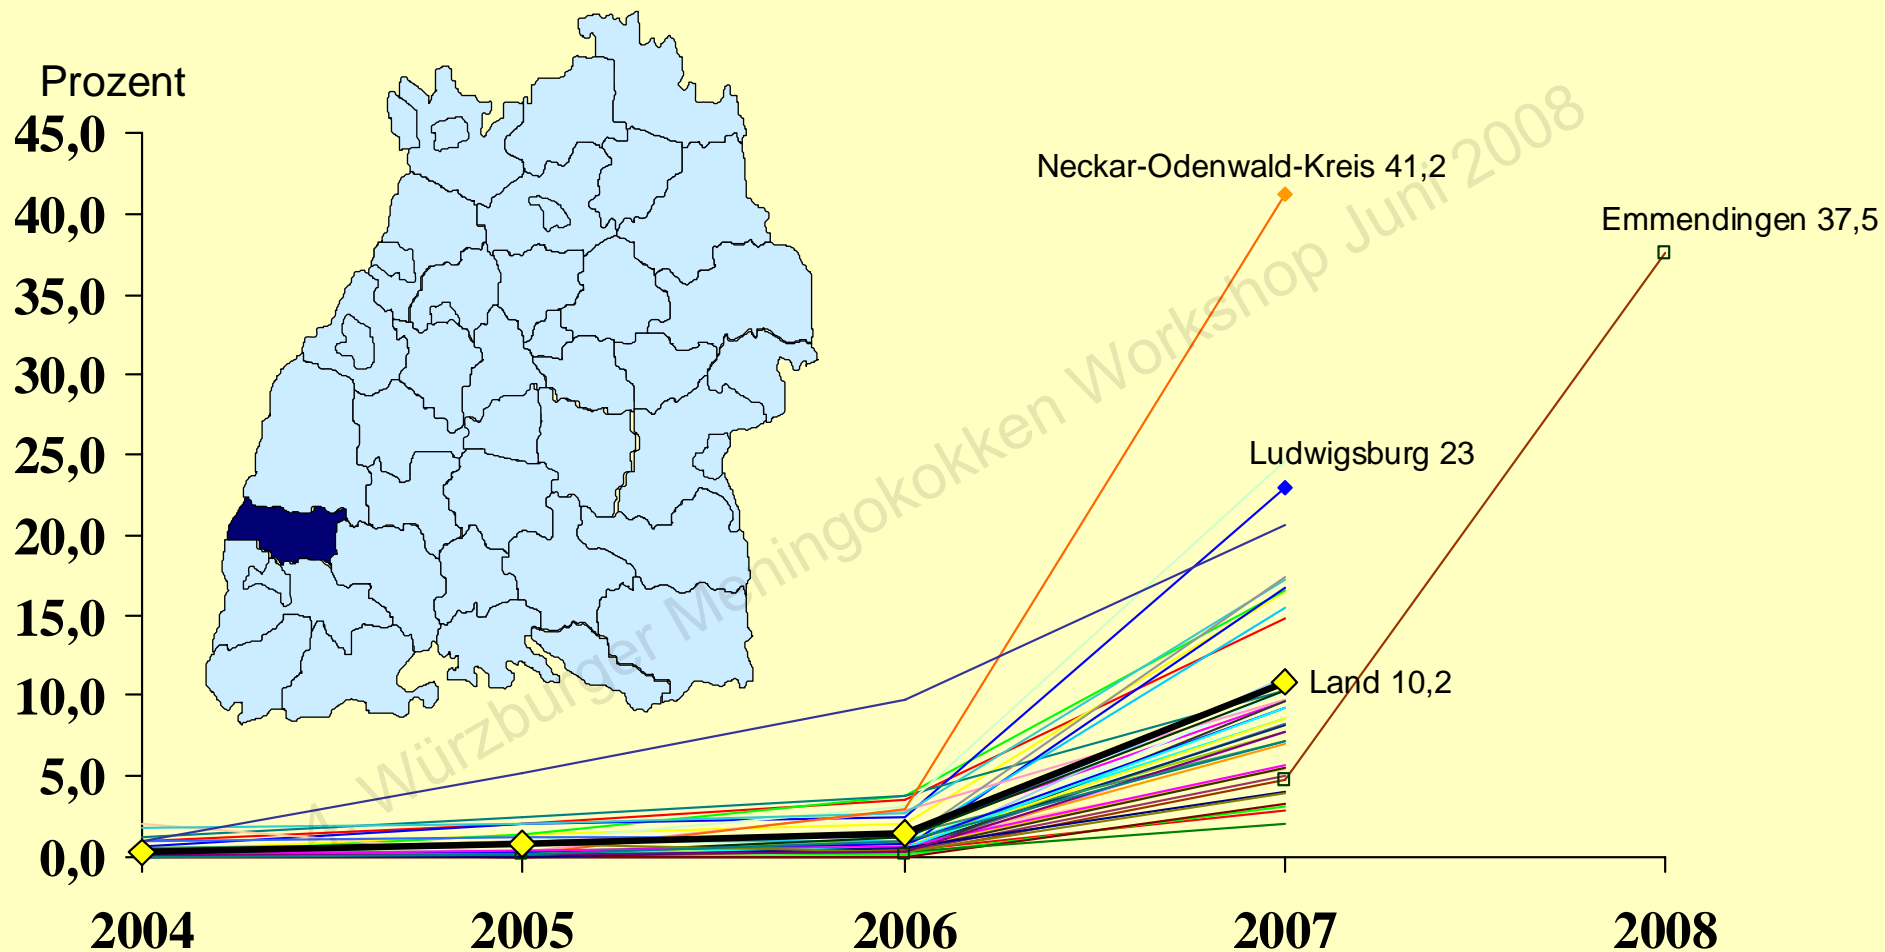 Prozent
45,0
40,0
35,0
30,0
25,0
20,0
15,0
10,0
5,0
0,0
2004
2005
2006
2007
2008
Neckar-Odenwald-Kreis 41,2
Emmendingen 37,5
Ludwigsburg 23
Land 10,2
4. Würzburger Meningokokken Workshop Juni 2008